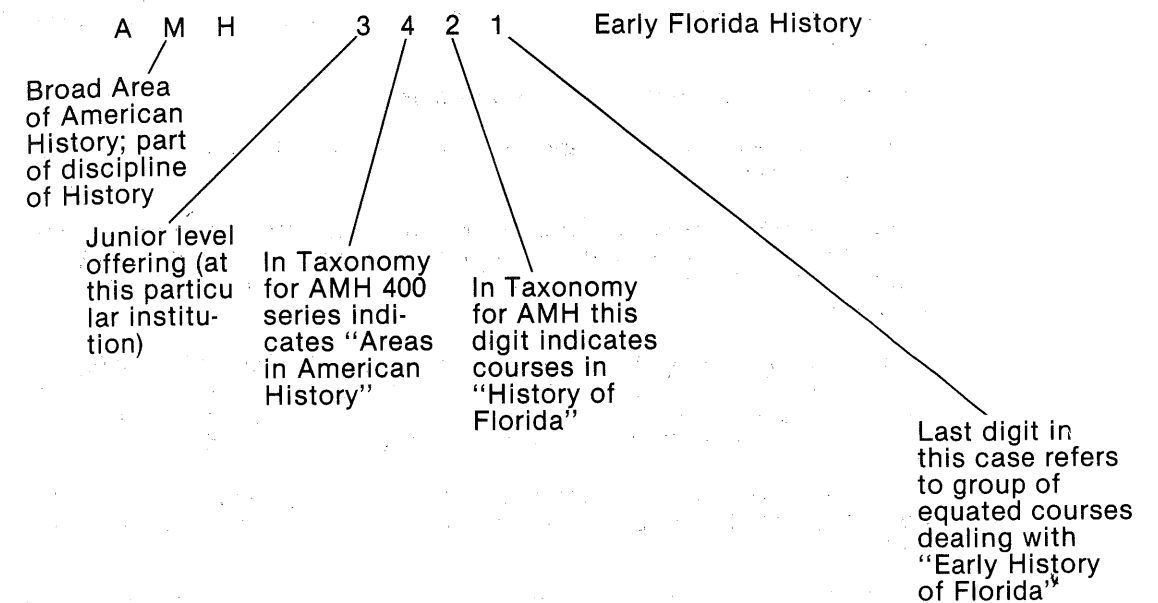 A M H 3 4 2 1 Early Florida History
Broad Area
of American
History; part
of discipline
of History
Junior level
offering (at
this particu
lar institu-
tion)
In Taxonomy
for AMH 400
series indi-
cates “Areas
in American
History”
In Taxonomy
for AMH this
digit indicates
courses in
“History of
Florida”
Last digit in
this case refers
to group of
equated courses
dealing with
“Early History
of Florida”